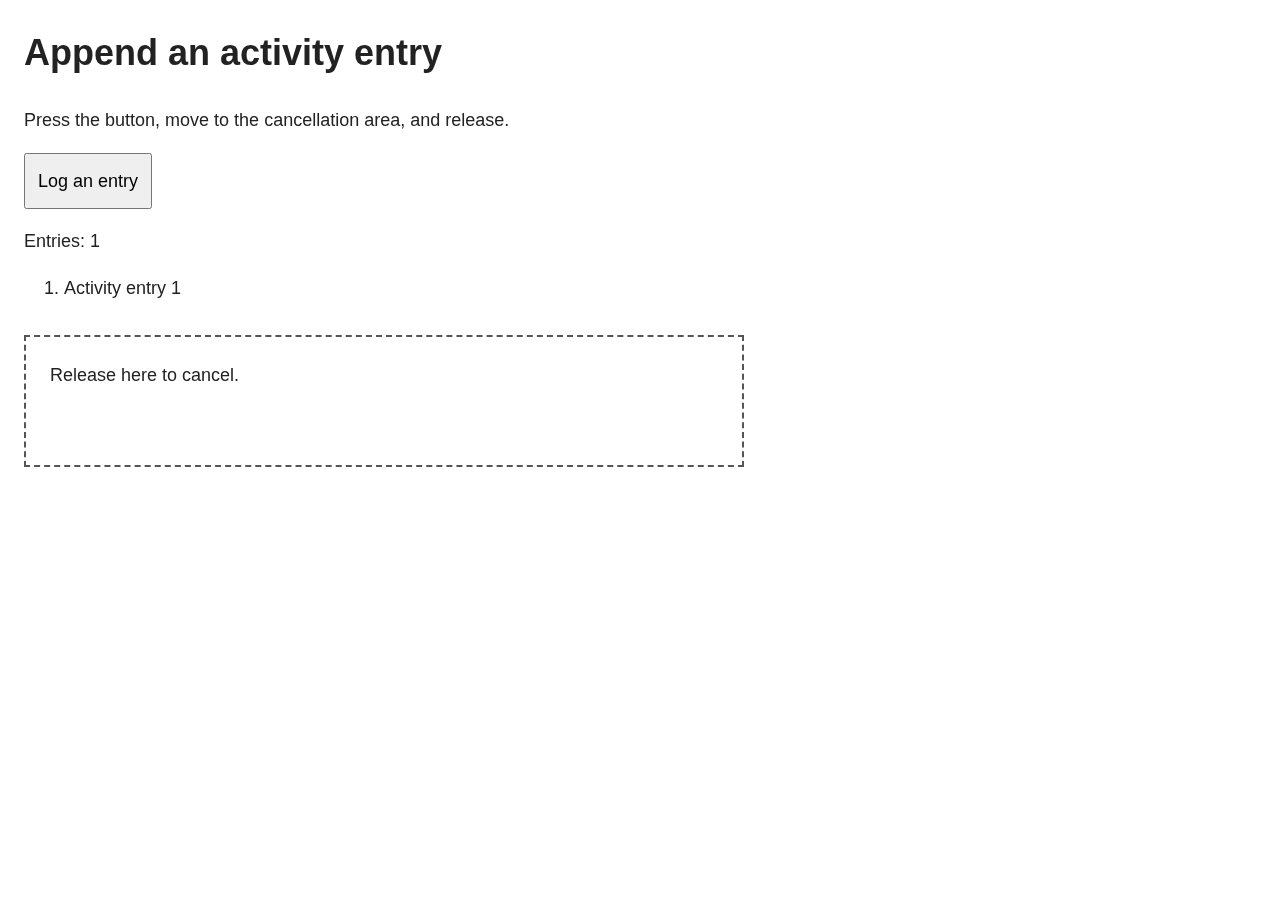 Append an activity entry
Press the button, move to the cancellation area, and release.
Log an entry
Entries: 1
1. Activity entry 1
Release here to cancel.